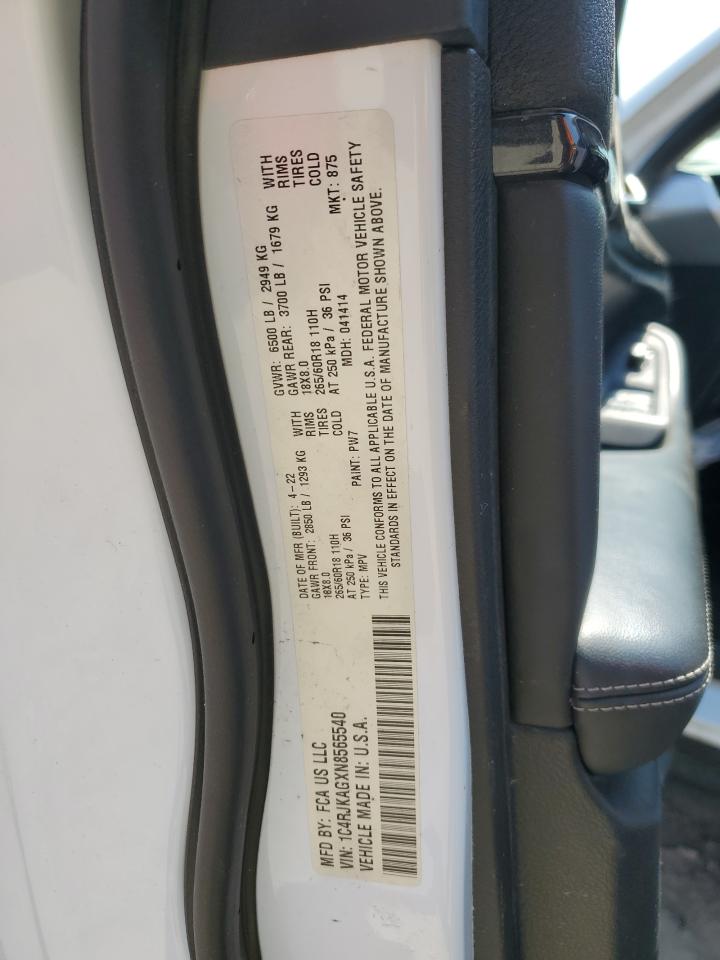 MFD BY: FCA US LLC
VIN: 1C4RJKAGXN8565540
VEHICLE MADE IN: U.S.A.
DATE OF MFR (BUILT): 4-22
GAWR FRONT: 2850 LB / 1293 KG WITH
18X8.0 RIMS
265/60R18 110H TIRES
AT 250 kPa / 36 PSI COLD
TYPE: MPV PAINT: PW7
GVWR: 6500 LB / 2949 KG
GAWR REAR: 3700 LB / 1679 KG WITH
18X8.0 RIMS
265/60R18 110H TIRES
AT 250 kPa / 36 PSI COLD
MDH: 041414 MKT: 875
THIS VEHICLE CONFORMS TO ALL APPLICABLE U.S.A. FEDERAL MOTOR VEHICLE SAFETY
STANDARDS IN EFFECT ON THE DATE OF MANUFACTURE SHOWN ABOVE.